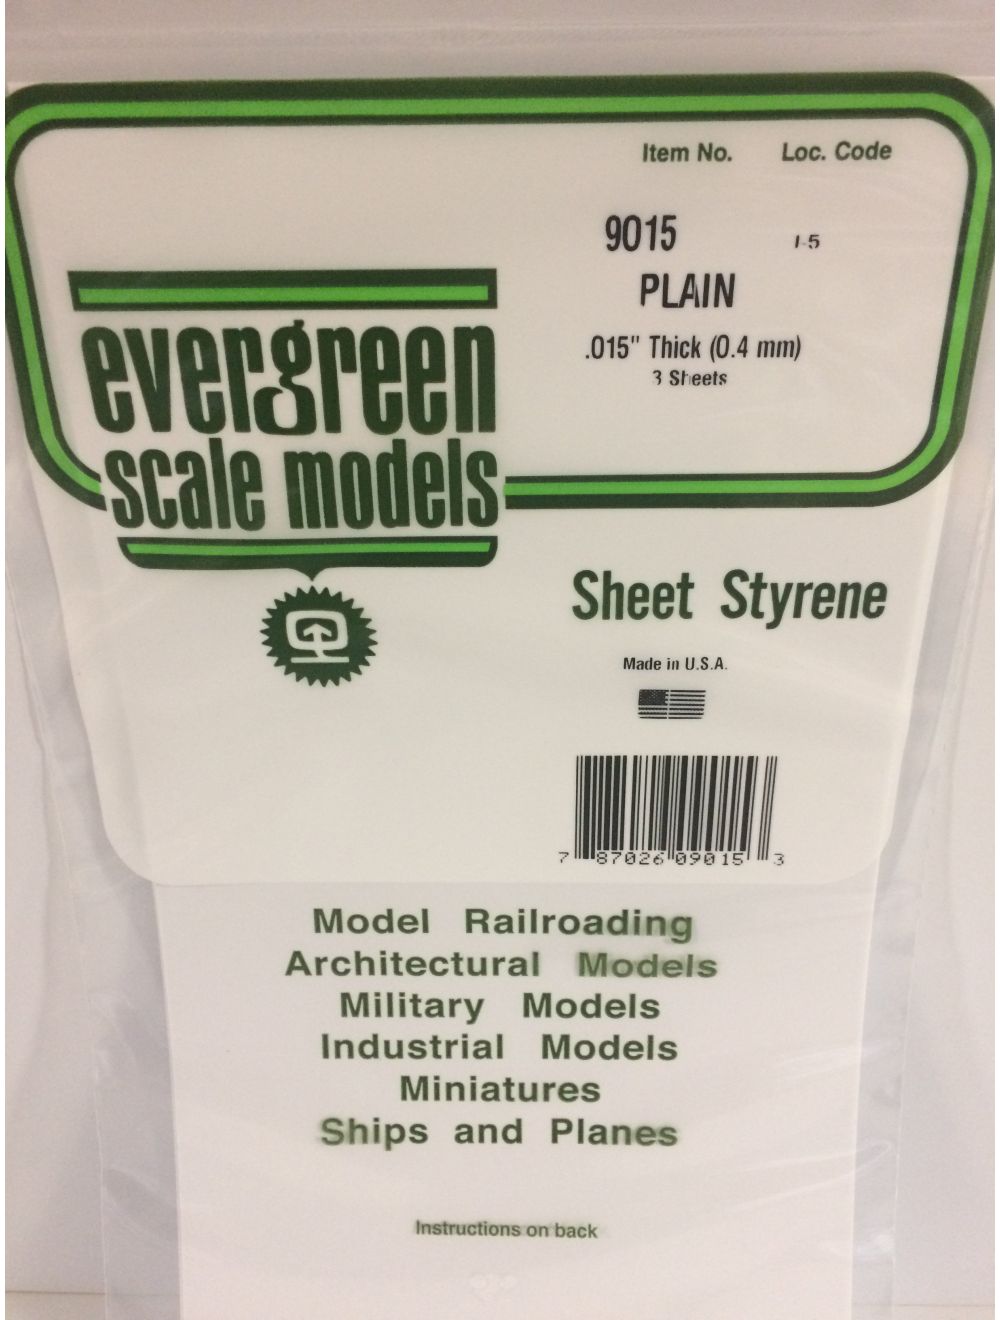 Item No. Loc. Code
9015 I-5
PLAIN
.015" Thick (0.4 mm)
3 Sheets
evergreen
scale models
Sheet Styrene
Made in U.S.A.
7 87026 09015 3
Model Railroading
Architectural Models
Military Models
Industrial Models
Miniatures
Ships and Planes
Instructions on back